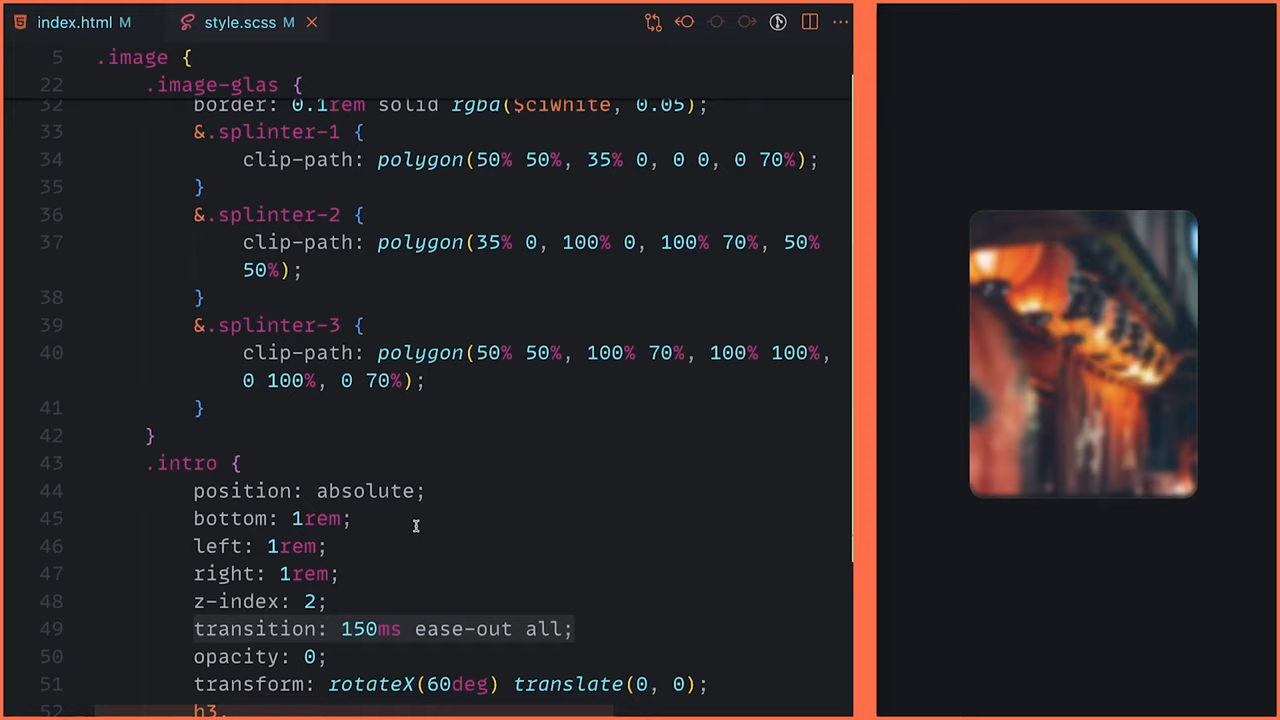 index.html M style.scss M
5 .image {
22 .image-glas {
32 border: 0.1rem solid rgba($ciWhite, 0.05);
33 &.splinter-1 {
34 clip-path: polygon(50% 50%, 35% 0, 0 0, 0 70%);
35 }
36 &.splinter-2 {
37 clip-path: polygon(35% 0, 100% 0, 100% 70%, 50%
50%);
38 }
39 &.splinter-3 {
40 clip-path: polygon(50% 50%, 100% 70%, 100% 100%,
0 100%, 0 70%);
41 }
42 }
43 .intro {
44 position: absolute;
45 bottom: 1rem;
46 left: 1rem;
47 right: 1rem;
48 z-index: 2;
49 transition: 150ms ease-out all;
50 opacity: 0;
51 transform: rotateX(60deg) translate(0, 0);
52 h3,